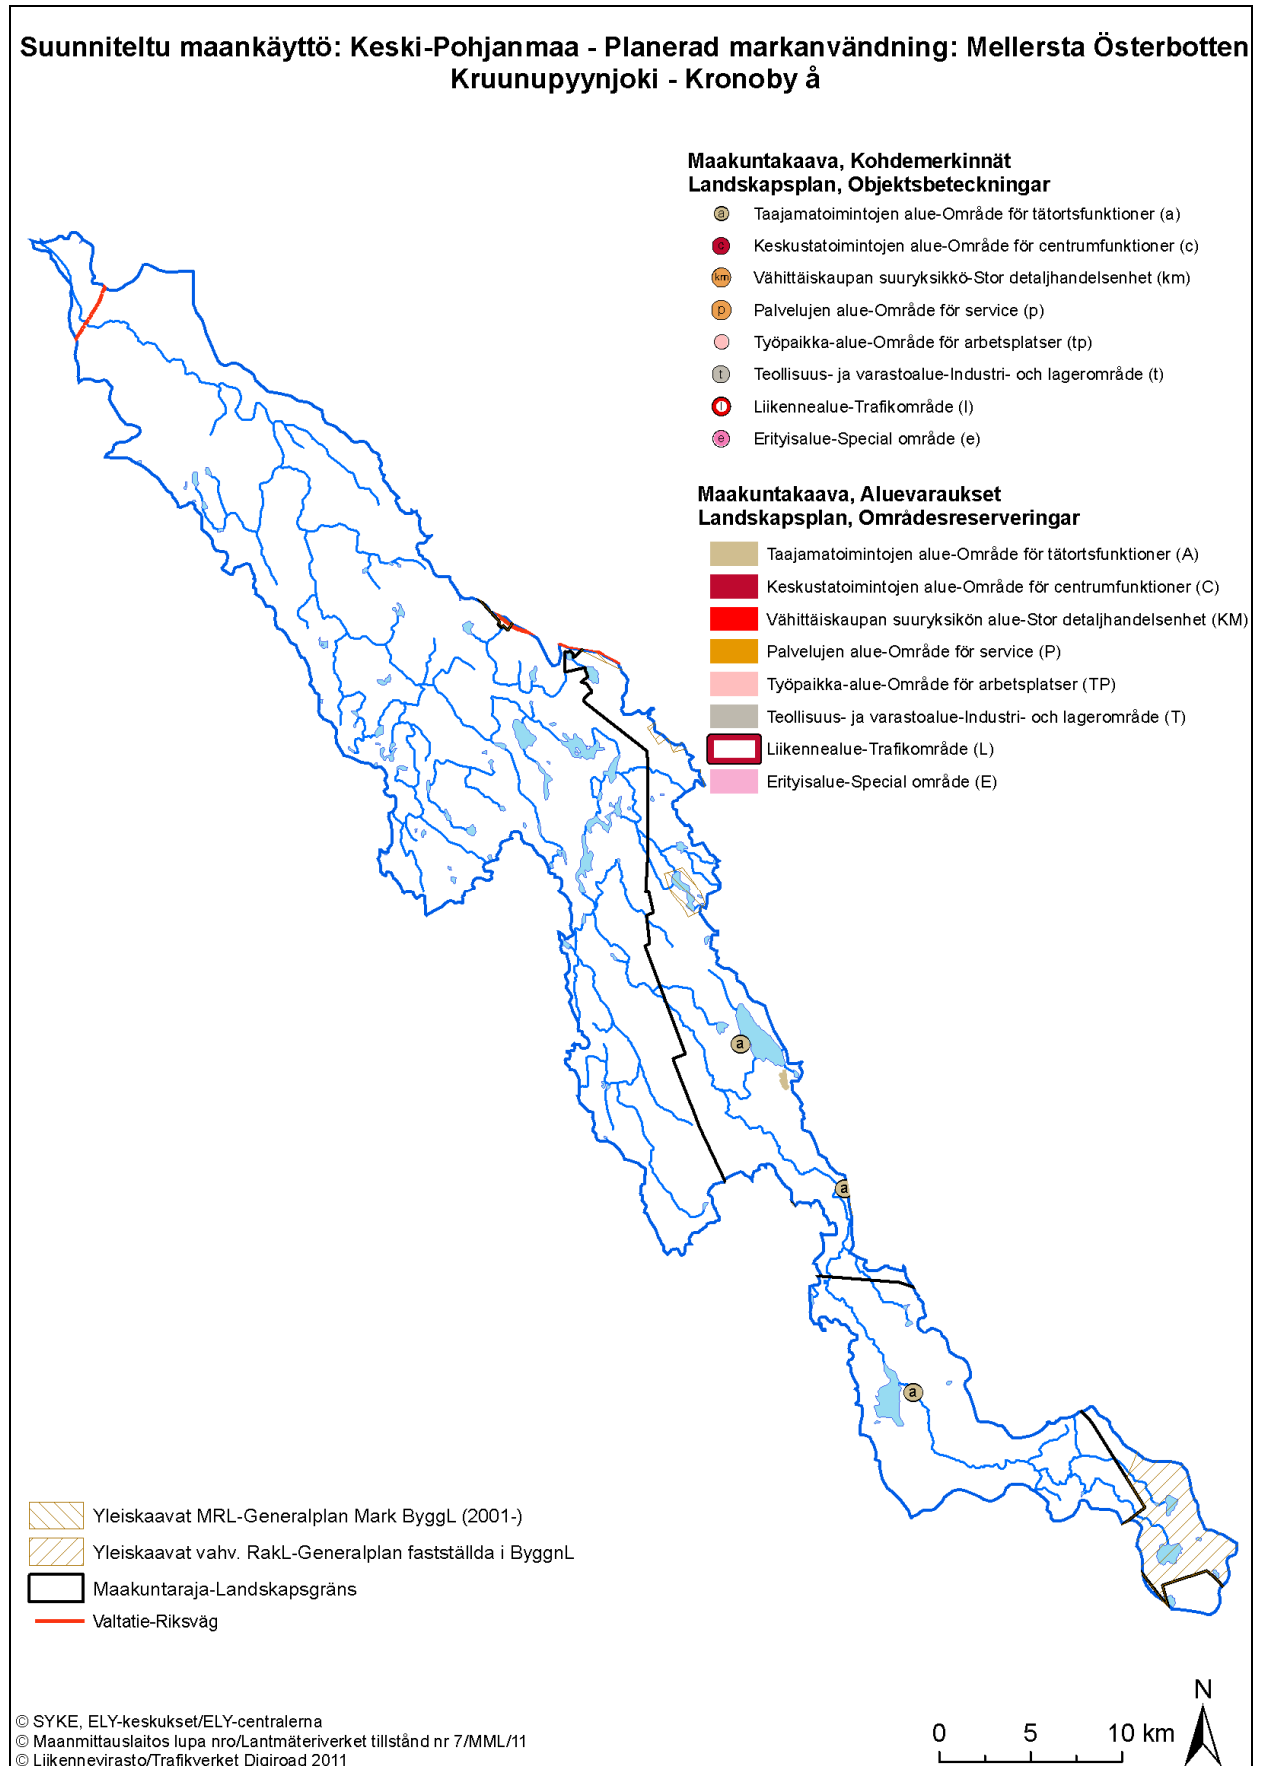 Suunniteltu maankäyttö: Keski-Pohjanmaa - Planerad markanvändning: Mellersta Österbotten
Kruunupyynjoki - Kronoby å
Maakuntakaava, Kohdemerkinnät
Landskapsplan, Objektsbeteckningar
a Taajamatoimintojen alue-Område för tätortsfunktioner (a)
c Keskustatoimintojen alue-Område för centrumfunktioner (c)
km Vähittäiskaupan suuryksikkö-Stor detaljhandelsenhet (km)
p Palvelujen alue-Område för service (p)
Työpaikka-alue-Område för arbetsplatser (tp)
t Teollisuus- ja varastoalue-Industri- och lagerområde (t)
l Liikennealue-Trafikområde (l)
e Erityisalue-Special område (e)
Maakuntakaava, Aluevaraukset
Landskapsplan, Områdesreserveringar
Taajamatoimintojen alue-Område för tätortsfunktioner (A)
Keskustatoimintojen alue-Område för centrumfunktioner (C)
Vähittäiskaupan suuryksikön alue-Stor detaljhandelsenhet (KM)
Palvelujen alue-Område för service (P)
Työpaikka-alue-Område för arbetsplatser (TP)
Teollisuus- ja varastoalue-Industri- och lagerområde (T)
Liikennealue-Trafikområde (L)
Erityisalue-Special område (E)
a
a
a
Yleiskaavat MRL-Generalplan Mark ByggL (2001-)
Yleiskaavat vahv. RakL-Generalplan fastställda i ByggnL
Maakuntaraja-Landskapsgräns
Valtatie-Riksväg
© SYKE, ELY-keskukset/ELY-centralerna
© Maanmittauslaitos lupa nro/Lantmäteriverket tillstånd nr 7/MML/11
© Liikennevirasto/Trafikverket Digiroad 2011
0 5 10 km
N